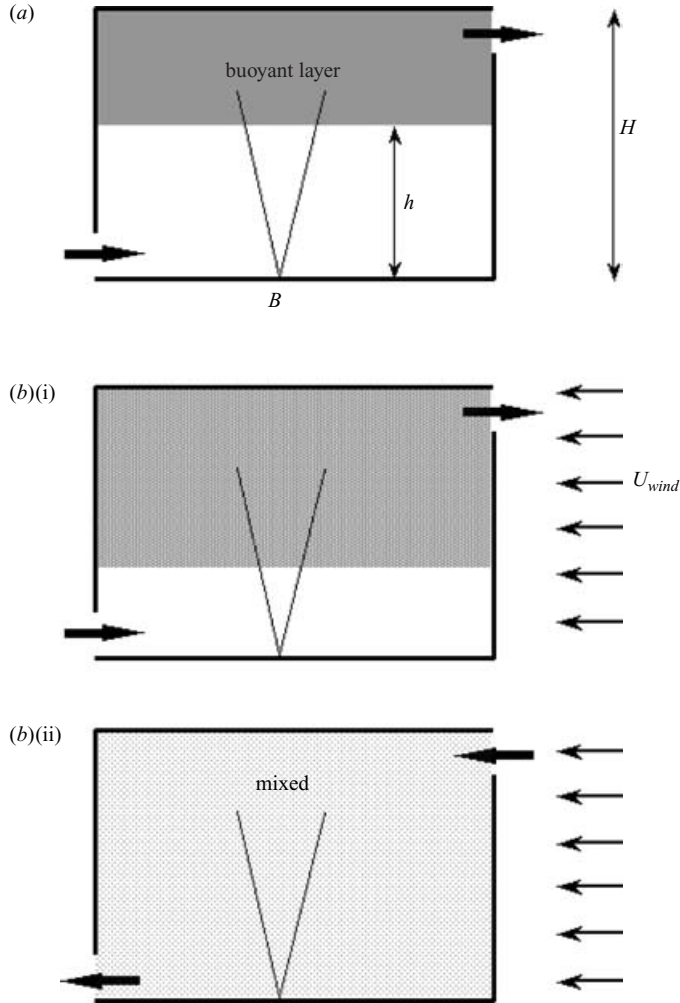 (a)
buoyant layer
H
h
B
(b)(i)
U_wind
(b)(ii)
mixed